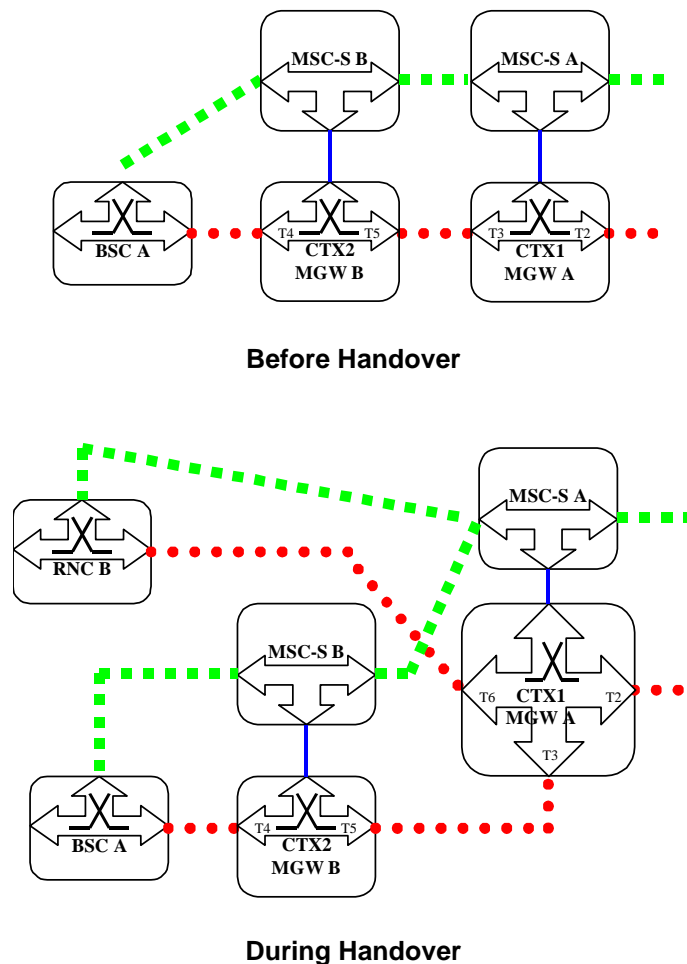 MSC-S B
MSC-S A
BSC A
T4
T5
CTX2
MGW B
T3
T2
CTX1
MGW A
Before Handover
MSC-S A
RNC B
MSC-S B
T6
CTX1
T2
MGW A
T3
BSC A
T4
T5
CTX2
MGW B
During Handover